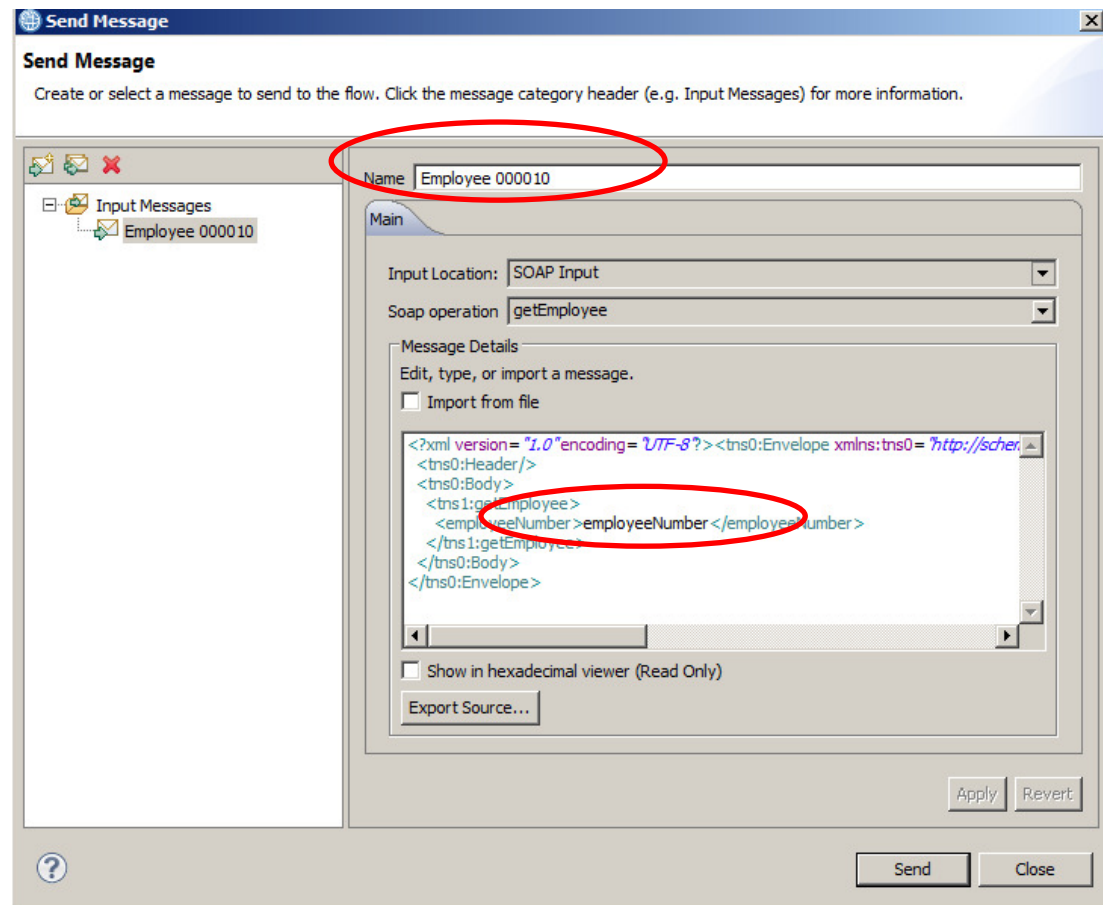 Send Message
Send Message
Create or select a message to send to the flow. Click the message category header (e.g. Input Messages) for more information.
Input Messages
Employee 000010
Name Employee 000010
Main
Input Location: SOAP Input
Soap operation getEmployee
Message Details
Edit, type, or import a message.
Import from file
<?xml version="1.0"encoding="UTF-8"?><tns0:Envelope xmlns:tns0="http://schem
<tns0:Header/>
<tns0:Body>
<tns1:getEmployee>
<employeeNumber>employeeNumber</employeeNumber>
</tns1:getEmployee>
</tns0:Body>
</tns0:Envelope>
Show in hexadecimal viewer (Read Only)
Export Source...
Apply Revert
Send Close